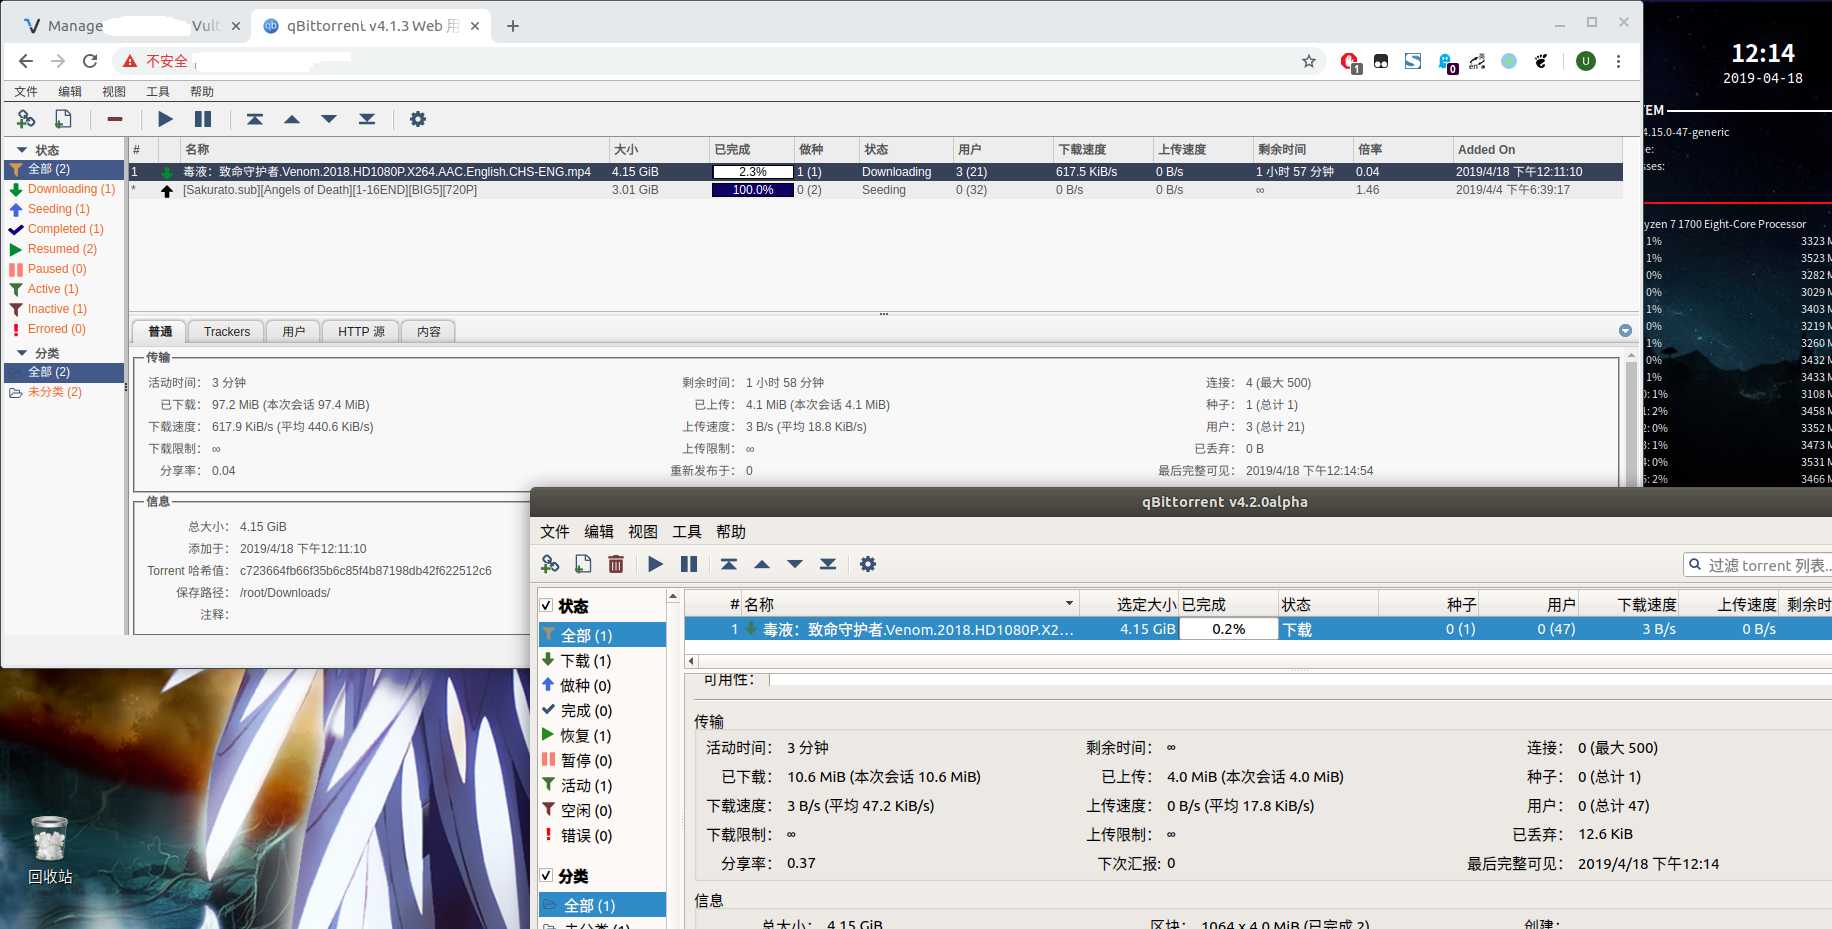 Manage Vult
qBittorrent v4.1.3 Web 用
不安全
1
0
en
U
文件 编辑 视图 工具 帮助
状态
全部 (2)
Downloading (1)
Seeding (1)
Completed (1)
Resumed (2)
Paused (0)
Active (1)
Inactive (1)
Errored (0)
分类
全部 (2)
未分类 (2)
# 名称 大小 已完成 做种 状态 用户 下载速度 上传速度 剩余时间 倍率 Added On
1 毒液：致命守护者.Venom.2018.HD1080P.X264.AAC.English.CHS-ENG.mp4 4.15 GiB 2.3% 1 (1) Downloading 3 (21) 617.5 KiB/s 0 B/s 1 小时 57 分钟 0.04 2019/4/18 下午12:11:10
* [Sakurato.sub][Angels of Death][1-16END][BIG5][720P] 3.01 GiB 100.0% 0 (2) Seeding 0 (32) 0 B/s 0 B/s ∞ 1.46 2019/4/4 下午6:39:17
普通 Trackers 用户 HTTP 源 内容
传输
活动时间： 3 分钟 剩余时间： 1 小时 58 分钟 连接： 4 (最大 500)
已下载： 97.2 MiB (本次会话 97.4 MiB) 已上传： 4.1 MiB (本次会话 4.1 MiB) 种子： 1 (总计 1)
下载速度： 617.9 KiB/s (平均 440.6 KiB/s) 上传速度： 3 B/s (平均 18.8 KiB/s) 用户： 3 (总计 21)
下载限制： ∞ 上传限制： ∞ 已丢弃： 0 B
分享率： 0.04 重新发布于： 0 最后完整可见： 2019/4/18 下午12:14:54
信息
总大小： 4.15 GiB
添加于： 2019/4/18 下午12:11:10
Torrent 哈希值： c723664fb66f35b6c85f4b87198db42f622512c6
保存路径： /root/Downloads/
注释：
12:14
2019-04-18
TEM
4.15.0-47-generic
e:
sses:
yzen 7 1700 Eight-Core Processor
1% 3323 M
1% 3523 M
0% 3282 M
0% 3029 M
1% 3403 M
0% 3219 M
1% 3260 M
0% 3432 M
1% 3433 M
0: 1% 3108 M
1: 2% 3458 M
2: 0% 3352 M
3: 1% 3473 M
4: 0% 3531 M
5: 2% 3466 M
qBittorrent v4.2.0alpha
文件 编辑 视图 工具 帮助
过滤 torrent 列表...
状态
全部 (1)
下载 (1)
做种 (0)
完成 (0)
恢复 (1)
暂停 (0)
活动 (1)
空闲 (0)
错误 (0)
分类
全部 (1)
未分类 (1)
# 名称 选定大小 已完成 状态 种子 用户 下载速度 上传速度 剩余时
1 毒液：致命守护者.Venom.2018.HD1080P.X2... 4.15 GiB 0.2% 下载 0 (1) 0 (47) 3 B/s 0 B/s
可用性：
传输
活动时间： 3 分钟 剩余时间： ∞ 连接： 0 (最大 500)
已下载： 10.6 MiB (本次会话 10.6 MiB) 已上传： 4.0 MiB (本次会话 4.0 MiB) 种子： 0 (总计 1)
下载速度： 3 B/s (平均 47.2 KiB/s) 上传速度： 0 B/s (平均 17.8 KiB/s) 用户： 0 (总计 47)
下载限制： ∞ 上传限制： ∞ 已丢弃： 12.6 KiB
分享率： 0.37 下次汇报: 0 最后完整可见： 2019/4/18 下午12:14
信息
总大小： 4.15 GiB 区块： 1064 x 4.0 MiB (已完成 2) 创建：
回收站